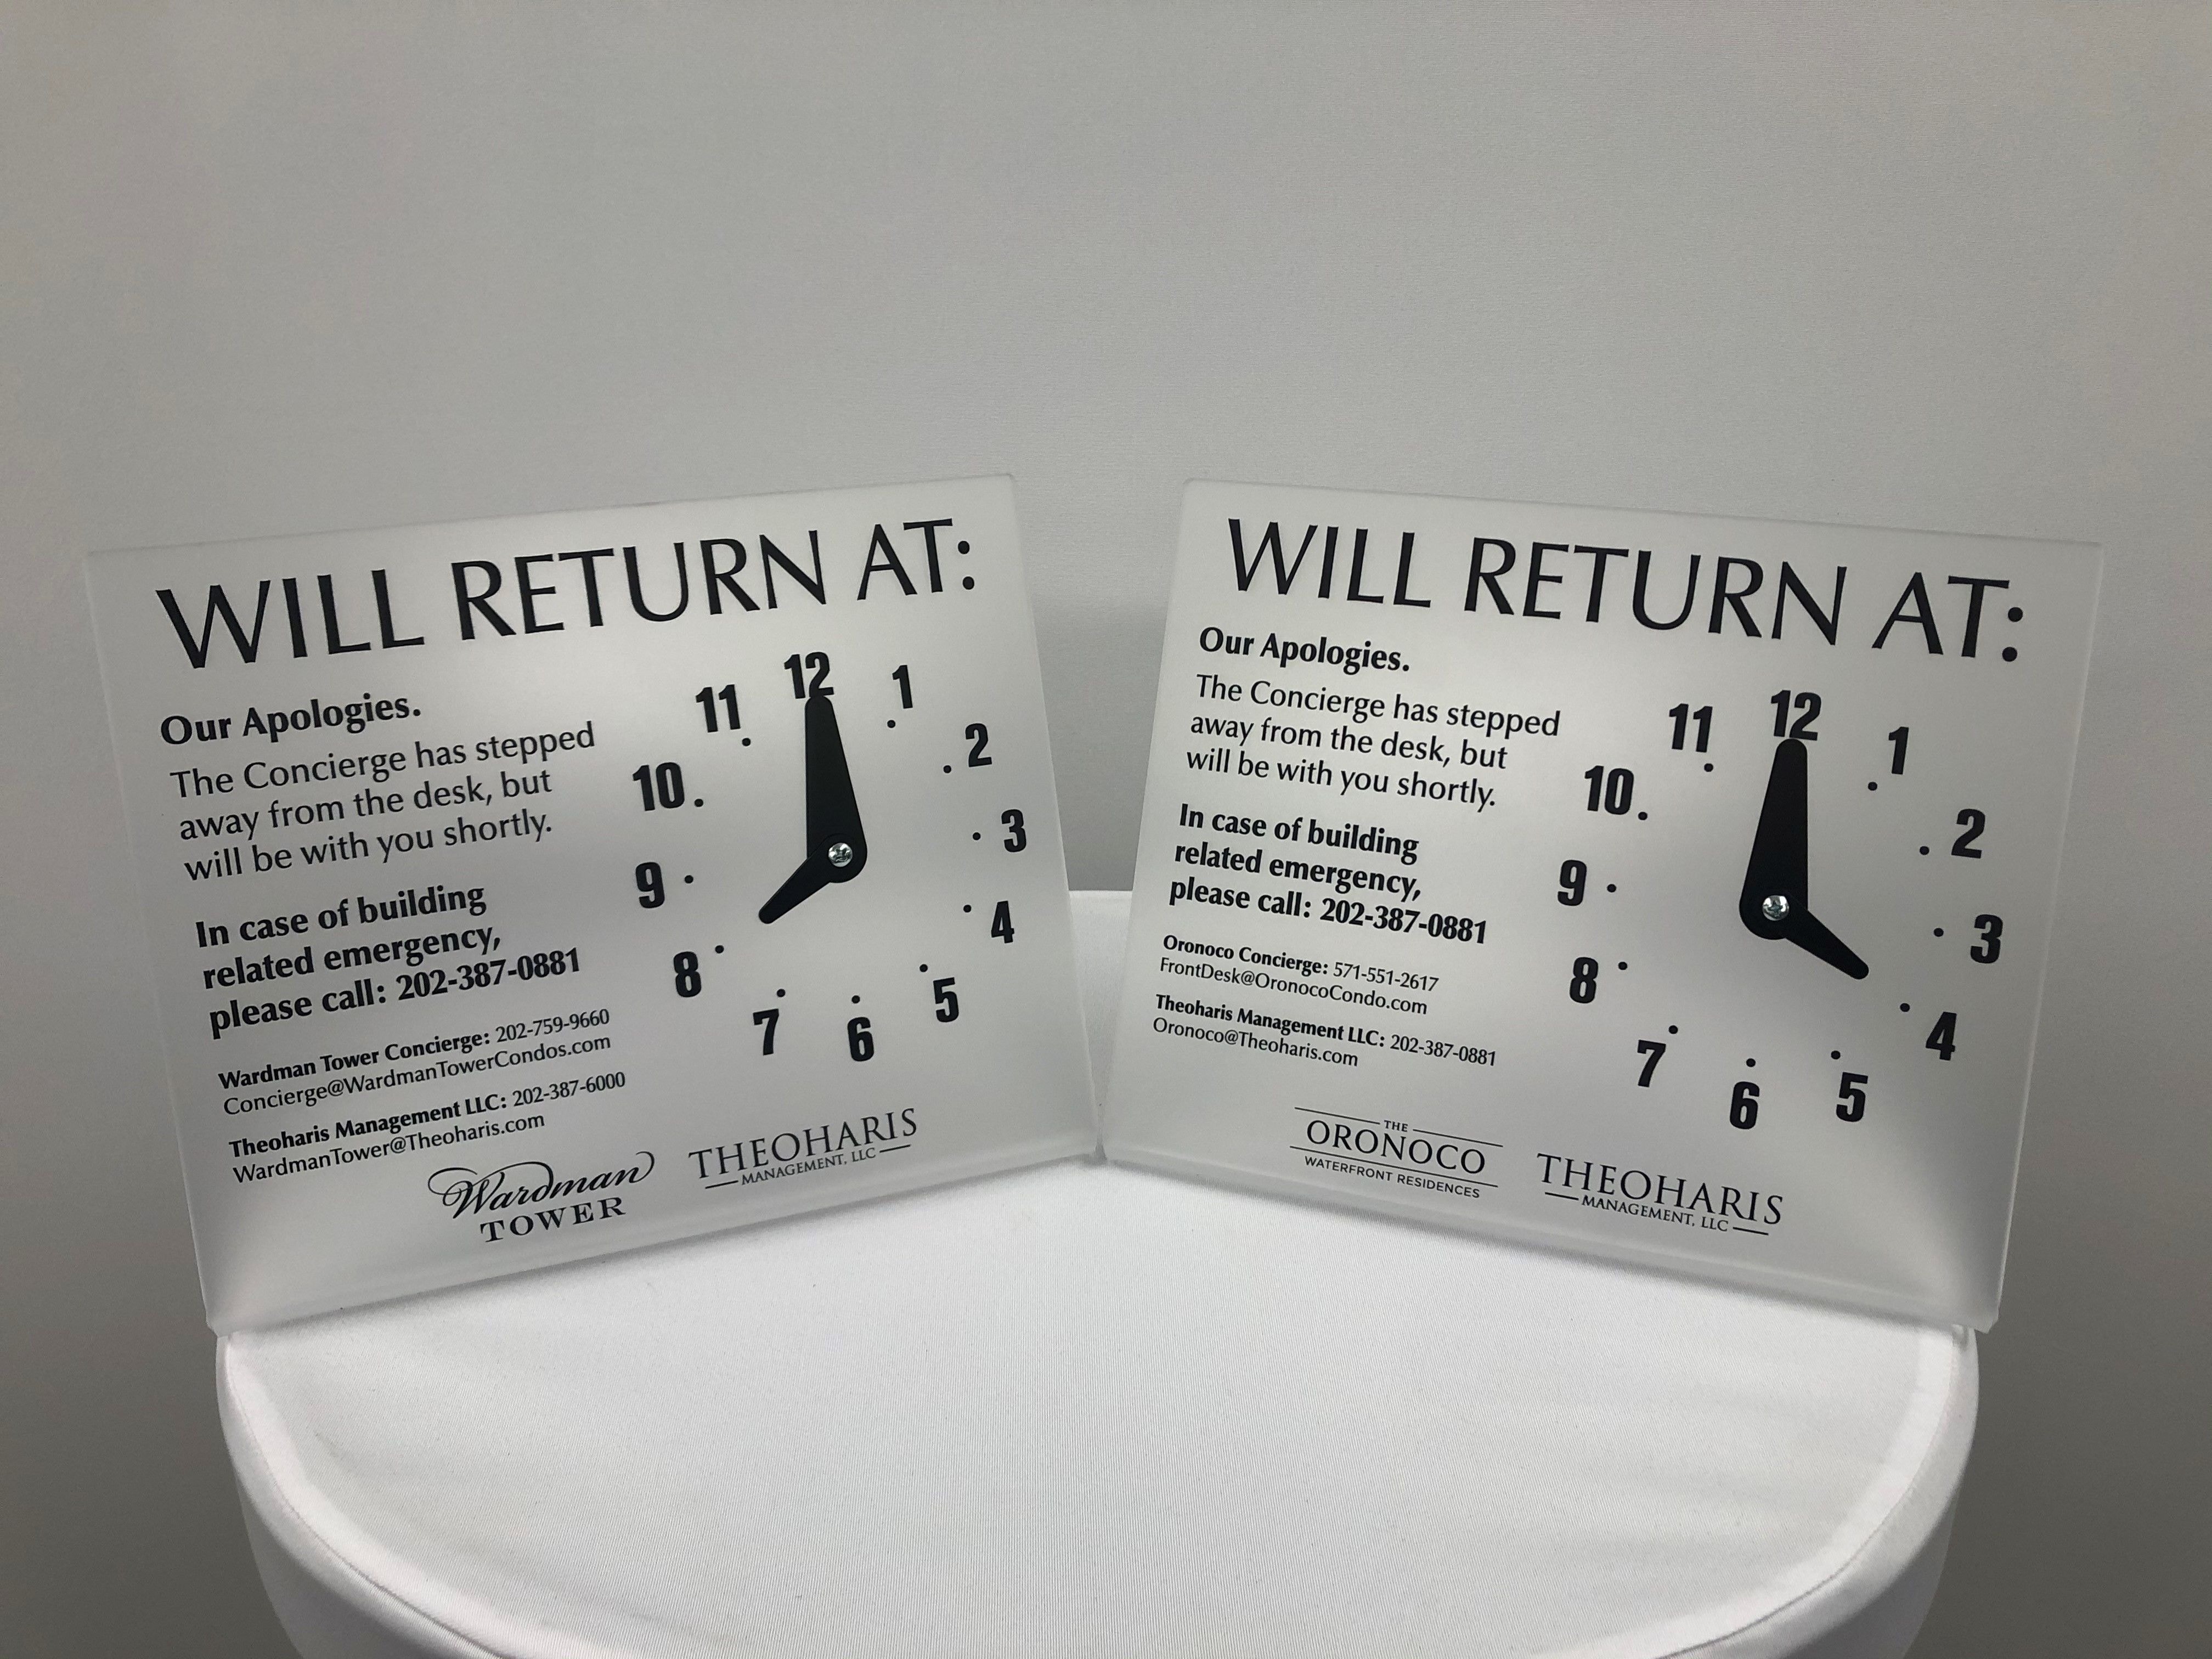 WILL RETURN AT:
Our Apologies.
The Concierge has stepped
away from the desk, but
will be with you shortly.
In case of building
related emergency,
please call: 202-387-0881
Wardman Tower Concierge: 202-759-9660
Concierge@WardmanTowerCondos.com
Theoharis Management LLC: 202-387-6000
WardmanTower@Theoharis.com
12
1
2
3
4
5
6
7
8
9
10
11
Wardman
TOWER
THEOHARIS
MANAGEMENT, LLC
WILL RETURN AT:
Our Apologies.
The Concierge has stepped
away from the desk, but
will be with you shortly.
In case of building
related emergency,
please call: 202-387-0881
Oronoco Concierge: 571-551-2617
FrontDesk@OronocoCondo.com
Theoharis Management LLC: 202-387-0881
Oronoco@Theoharis.com
12
1
2
3
4
5
6
7
8
9
10
11
THE
ORONOCO
WATERFRONT RESIDENCES
THEOHARIS
MANAGEMENT, LLC